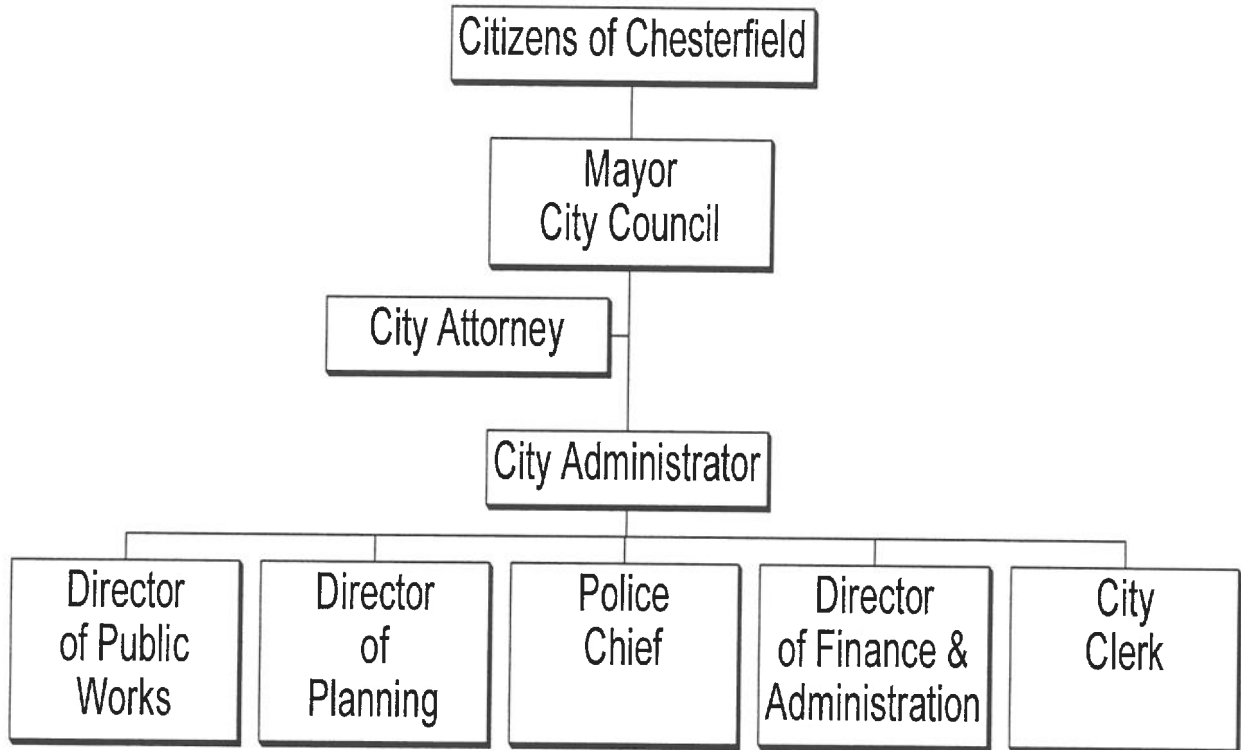 Citizens of Chesterfield
Mayor
City Council
City Attorney
City Administrator
Director
of Public
Works
Director
of
Planning
Police
Chief
Director
of Finance &
Administration
City
Clerk